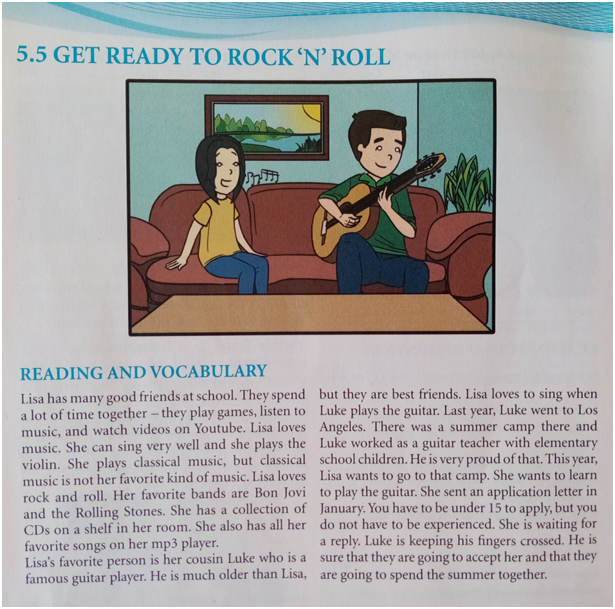 5.5 GET READY TO ROCK ‘N’ ROLL
READING AND VOCABULARY
Lisa has many good friends at school. They spend
a lot of time together – they play games, listen to
music, and watch videos on Youtube. Lisa loves
music. She can sing very well and she plays the
violin. She plays classical music, but classical
music is not her favorite kind of music. Lisa loves
rock and roll. Her favorite bands are Bon Jovi
and the Rolling Stones. She has a collection of
CDs on a shelf in her room. She also has all her
favorite songs on her mp3 player.
Lisa’s favorite person is her cousin Luke who is a
famous guitar player. He is much older than Lisa,
but they are best friends. Lisa loves to sing when
Luke plays the guitar. Last year, Luke went to Los
Angeles. There was a summer camp there and
Luke worked as a guitar teacher with elementary
school children. He is very proud of that. This year,
Lisa wants to go to that camp. She wants to learn
to play the guitar. She sent an application letter in
January. You have to be under 15 to apply, but you
do not have to be experienced. She is waiting for
a reply. Luke is keeping his fingers crossed. He is
sure that they are going to accept her and that they
are going to spend the summer together.